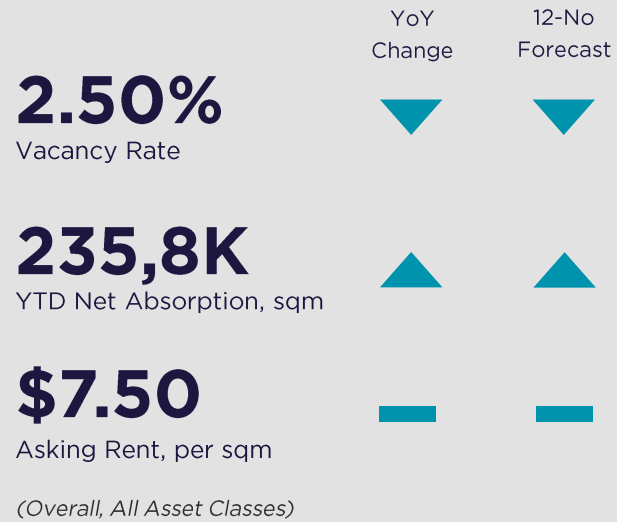 YoY
Change
12-No
Forecast
2.50%
Vacancy Rate
235,8K
YTD Net Absorption, sqm
$7.50
Asking Rent, per sqm
(Overall, All Asset Classes)